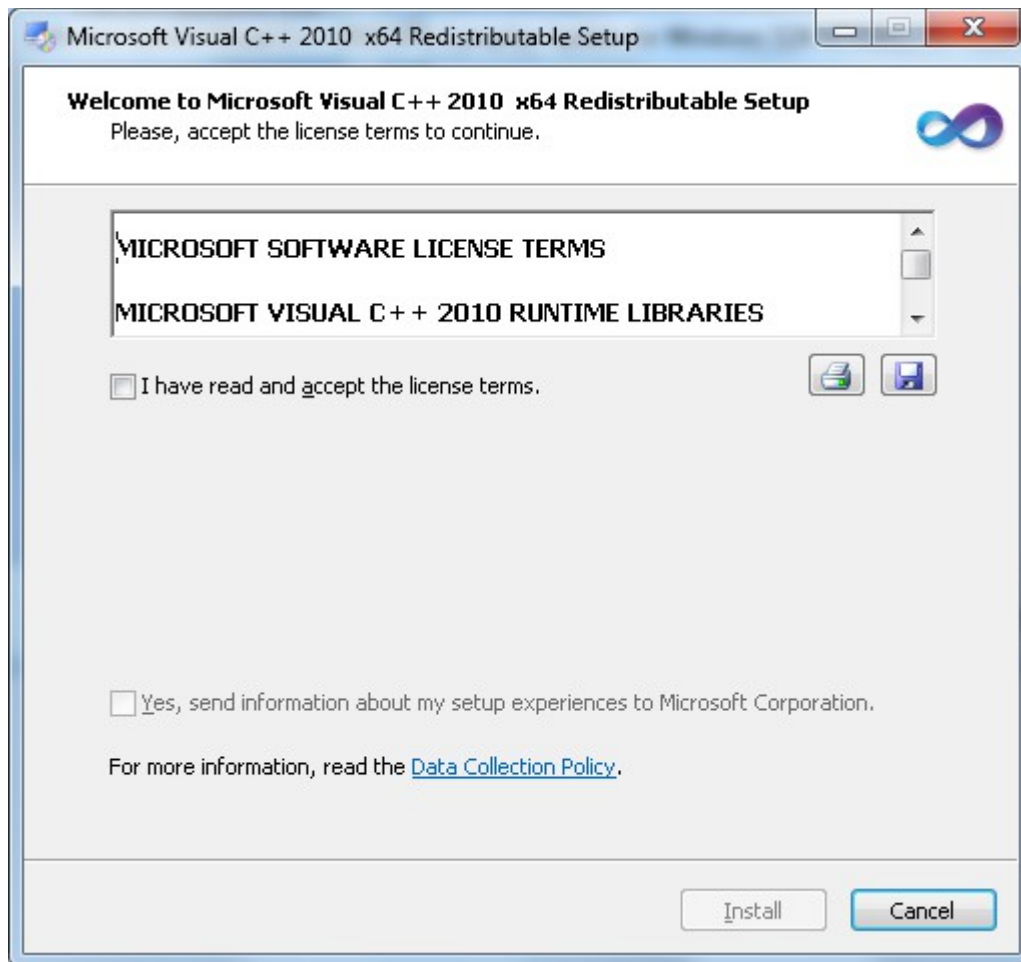 Microsoft Visual C++ 2010  x64 Redistributable Setup
Welcome to Microsoft Visual C++ 2010  x64 Redistributable Setup
Please, accept the license terms to continue.
MICROSOFT SOFTWARE LICENSE TERMS
MICROSOFT VISUAL C++ 2010 RUNTIME LIBRARIES
I have read and accept the license terms.
Yes, send information about my setup experiences to Microsoft Corporation.
For more information, read the Data Collection Policy.
Install
Cancel